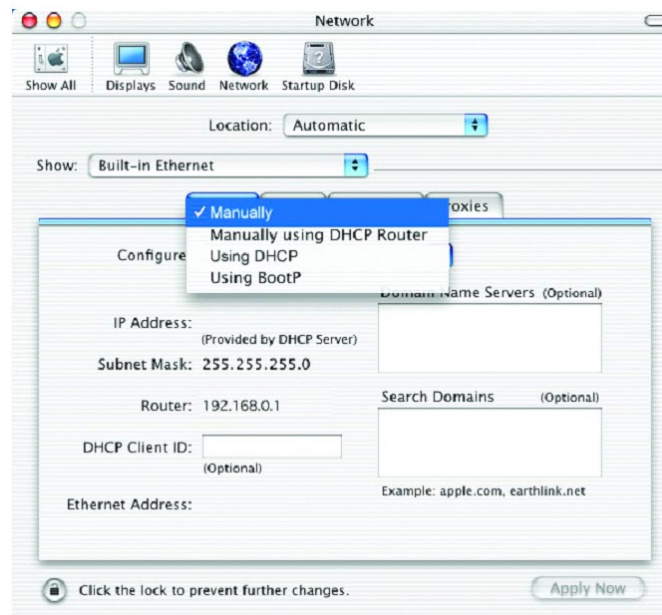 Network
Show All
Displays
Sound
Network
Startup Disk
Location: Automatic
Show: Built-in Ethernet
✓ Manually
Manually using DHCP Router
Using DHCP
Using BootP
oxies
Configure
Domain Name Servers (Optional)
IP Address:
(Provided by DHCP Server)
Subnet Mask: 255.255.255.0
Router: 192.168.0.1
Search Domains (Optional)
DHCP Client ID:
(Optional)
Example: apple.com, earthlink.net
Ethernet Address:
Click the lock to prevent further changes.
Apply Now